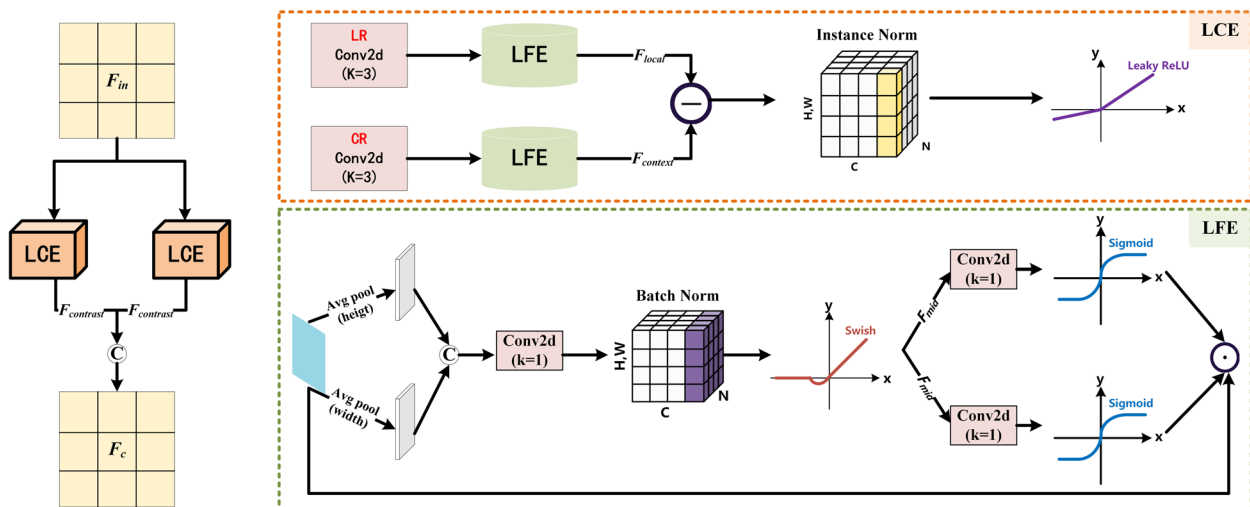 F_in
LCE
LCE
F_contrast
F_contrast
C
F_c
LCE
LR
Conv2d
(K=3)
LFE
F_local
CR
Conv2d
(K=3)
LFE
F_context
Instance Norm
H,W
C
N
y
Leaky ReLU
x
LFE
Avg pool
(heigt)
Avg pool
(width)
C
Conv2d
(k=1)
Batch Norm
H,W
C
N
y
Swish
x
F_mid
F_mid
Conv2d
(k=1)
y
Sigmoid
x
Conv2d
(k=1)
y
Sigmoid
x